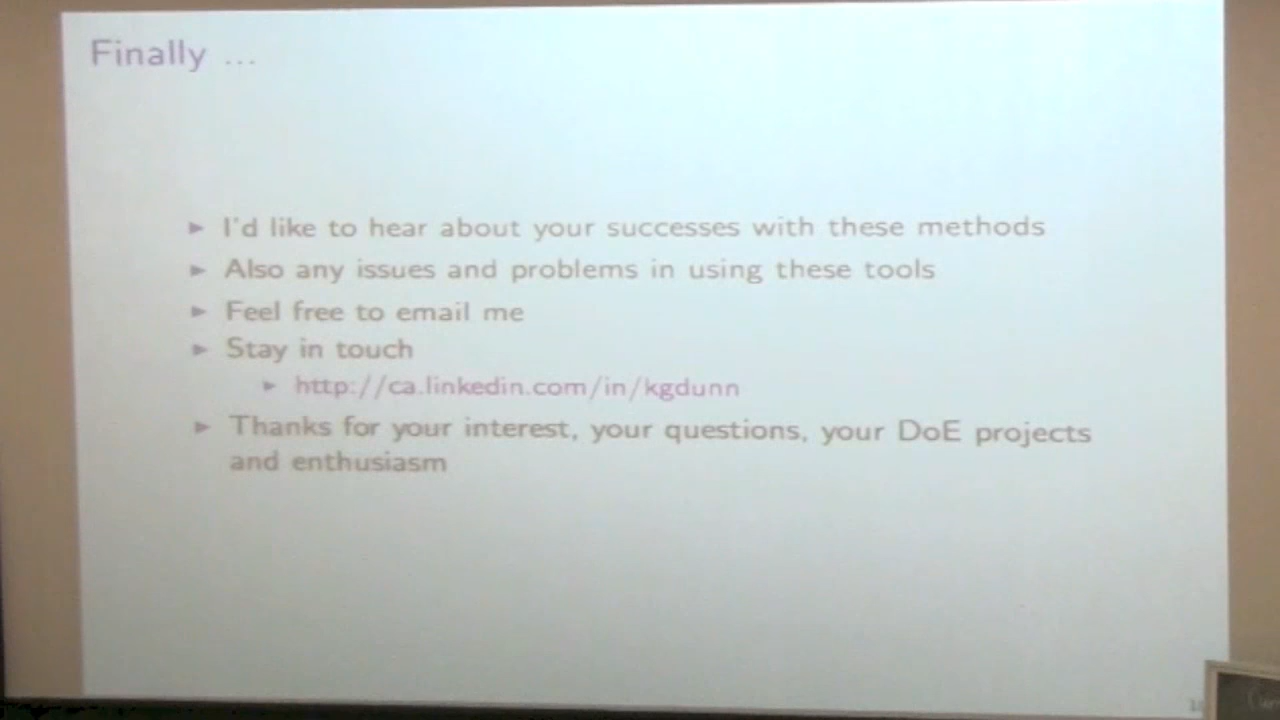 Finally ...
► I'd like to hear about your successes with these methods
► Also any issues and problems in using these tools
► Feel free to email me
► Stay in touch
► http://ca.linkedin.com/in/kgdunn
► Thanks for your interest, your questions, your DoE projects
and enthusiasm